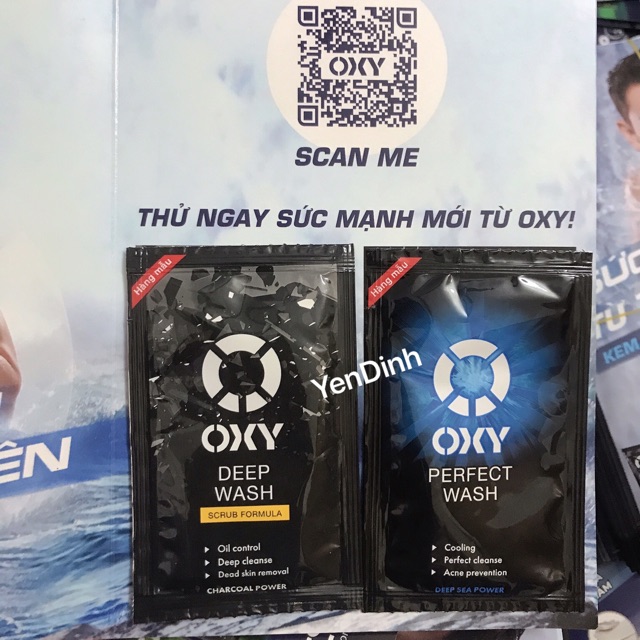 OXY
SCAN ME
THỬ NGAY SỨC MẠNH MỚI TỪ OXY!
Hàng mẫu
OXY
DEEP
WASH
SCRUB FORMULA
Oil control
Deep cleanse
Dead skin removal
CHARCOAL POWER
Hàng mẫu
YenDinh
OXY
PERFECT
WASH
Cooling
Perfect cleanse
Acne prevention
DEEP SEA POWER
ÊN
KEM